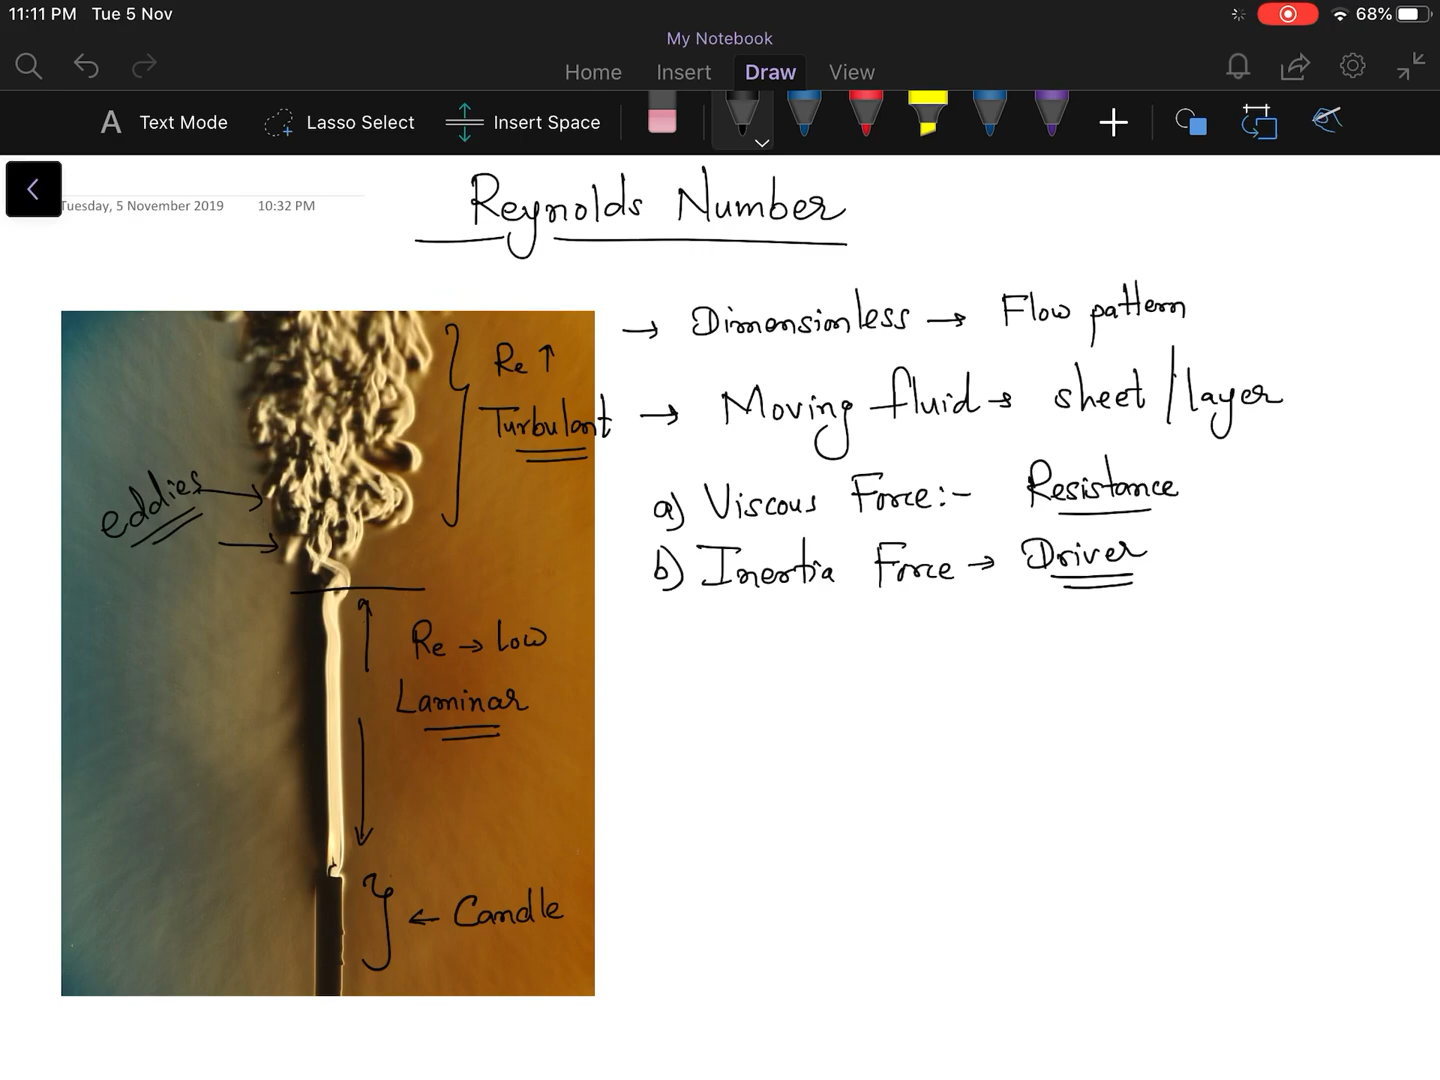 11:11 PM Tue 5 Nov
68%
My Notebook
Home Insert Draw View
A Text Mode Lasso Select Insert Space
Tuesday, 5 November 2019 10:32 PM
Reynolds Number
→ Dimensionless → Flow pattern
Re ↑
Turbulant
→ Moving fluid → sheet / layer
eddies
a) Viscous Force:- Resistance
b) Inertia Force → Driver
Re → Low
Laminar
← Candle